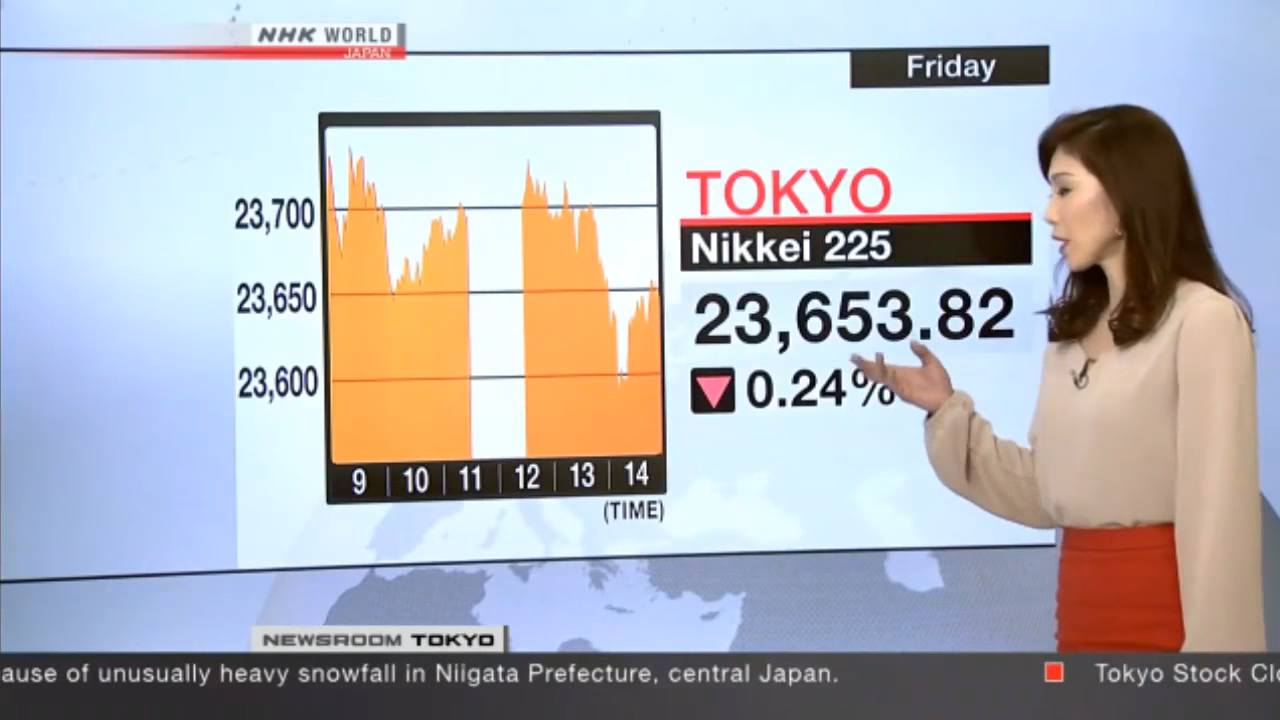 NHK WORLD
JAPAN
Friday
TOKYO
Nikkei 225
23,700
23,650
23,600
23,653.82
0.24%
9 10 11 12 13 14
(TIME)
NEWSROOM TOKYO
of unusually heavy snowfall in Niigata Prefecture, central Japan.
Tokyo Stock